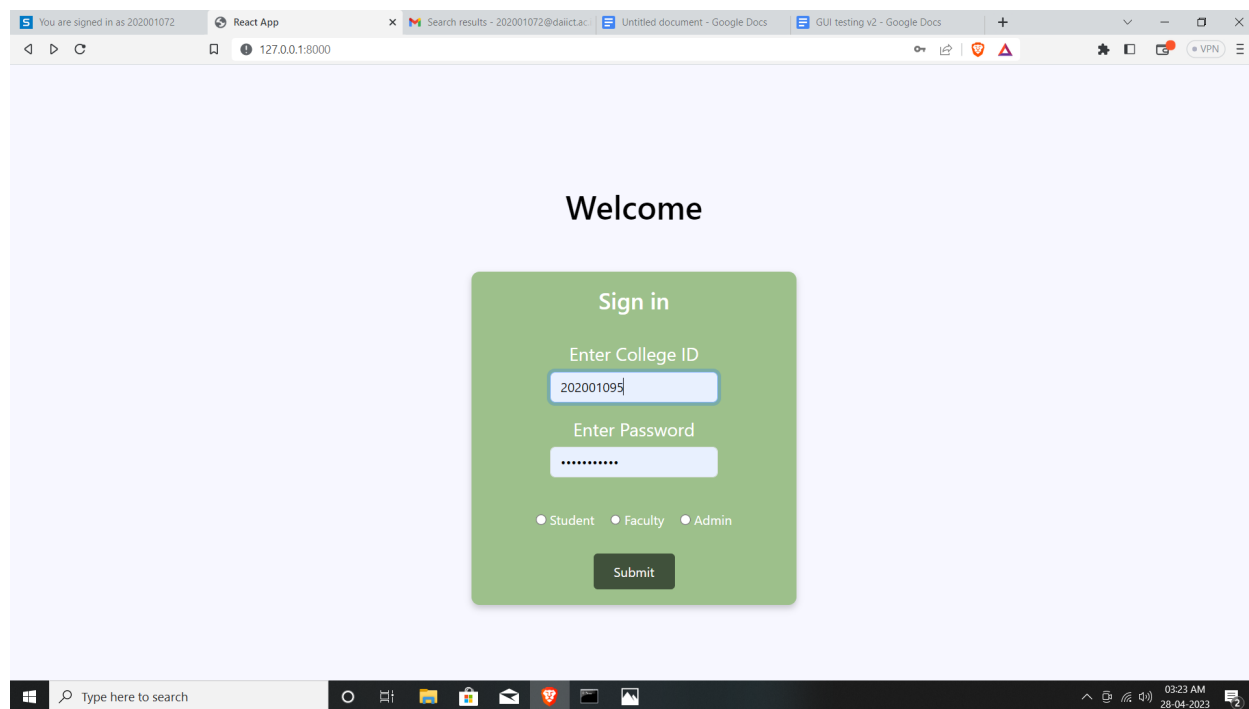 You are signed in as 202001072
React App
Search results - 202001072@daiict.ac.i
Untitled document - Google Docs
GUI testing v2 - Google Docs
127.0.0.1:8000
VPN
Welcome
Sign in
Enter College ID
202001095
Enter Password
•••••••••••
Student Faculty Admin
Submit
Type here to search
03:23 AM
28-04-2023
2